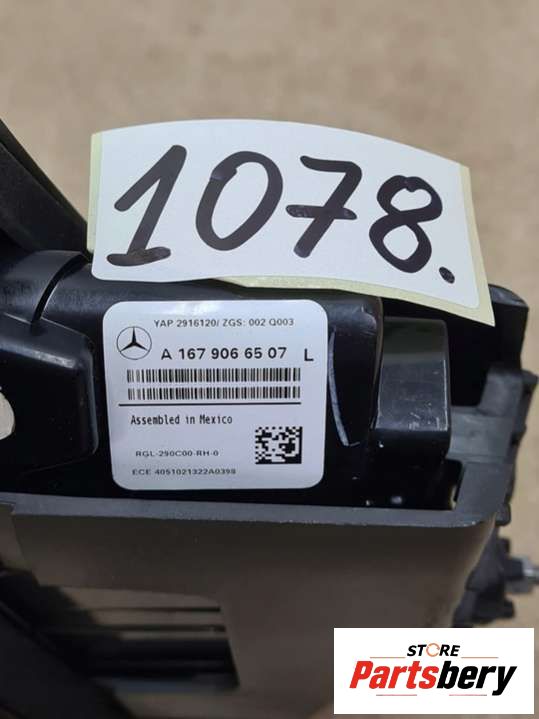 1078.
YAP 2916120/ ZGS: 002 Q003
A 167 906 65 07 L
Assembled in Mexico
RGL-290C00-RH-0
ECE 4051021322A0398
STORE
Partsbery